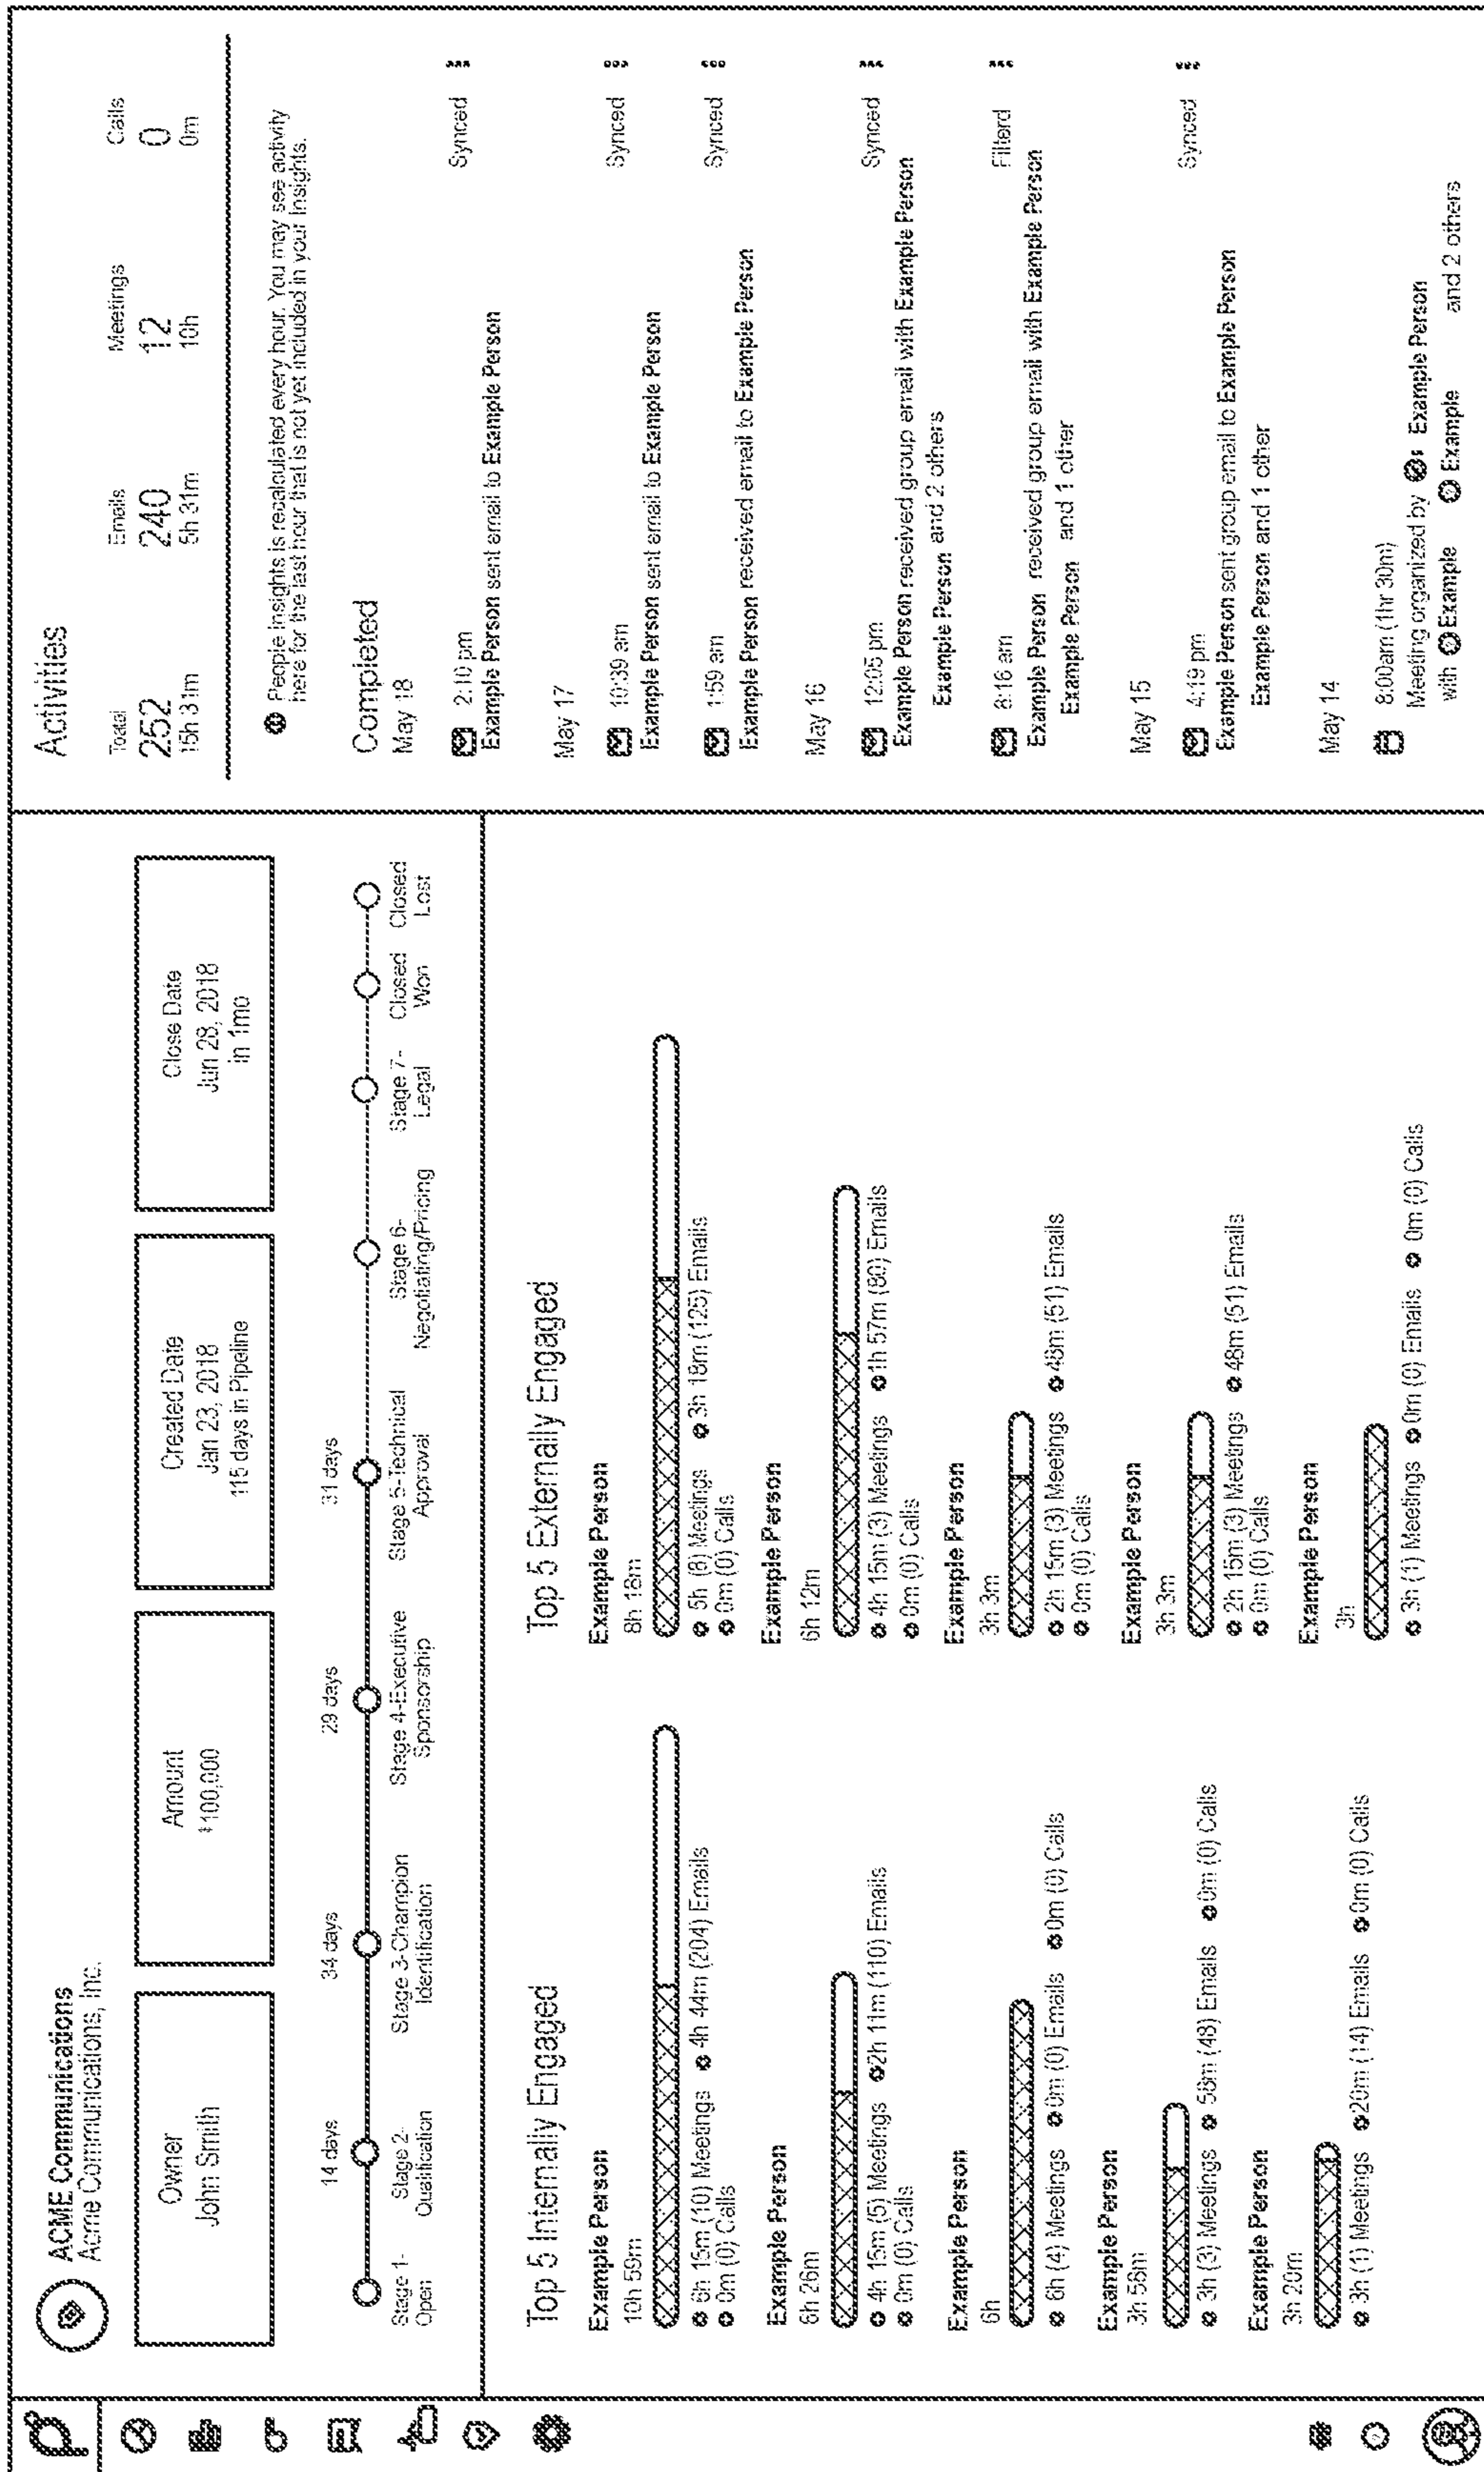 ACME Communications
Acme Communications, Inc.
Owner
John Smith
Amount
$100,000
Created Date
Jan 23, 2018
115 days in Pipeline
Close Date
Jun 28, 2018
in 1mo
14 days
34 days
29 days
31 days
Stage 1-
Open
Stage 2-
Qualification
Stage 3-Champion
Identification
Stage 4-Executive
Sponsorship
Stage 5-Technical
Approval
Stage 6-
Negotiating/Pricing
Stage 7-
Legal
Closed
Won
Closed
Lost
Top 5 Internally Engaged
Example Person
10h 59m
6h 15m (10) Meetings 4h 44m (204) Emails
0m (0) Calls
Example Person
6h 26m
4h 15m (5) Meetings 2h 11m (110) Emails
0m (0) Calls
Example Person
6h
6h (4) Meetings 0m (0) Emails 0m (0) Calls
Example Person
3h 58m
3h (3) Meetings 58m (48) Emails 0m (0) Calls
Example Person
3h 20m
3h (1) Meetings 20m (14) Emails 0m (0) Calls
Top 5 Externally Engaged
Example Person
8h 18m
5h (8) Meetings 3h 18m (125) Emails
0m (0) Calls
Example Person
6h 12m
4h 15m (3) Meetings 1h 57m (80) Emails
0m (0) Calls
Example Person
3h 3m
2h 15m (3) Meetings 48m (51) Emails
0m (0) Calls
Example Person
3h 3m
2h 15m (3) Meetings 48m (51) Emails
0m (0) Calls
Example Person
3h
3h (1) Meetings 0m (0) Emails 0m (0) Calls
Activities
Toatal
Emails
Meetings
Calls
252
240
12
0
15h 31m
5h 31m
10h
0m
People Insights is recalculated every hour. You may see activity
here for the last hour that is not yet included in your Insights.
Completed
May 18
2:10 pm Synced
Example Person sent email to Example Person
May 17
10:39 am Synced
Example Person sent email to Example Person
1:59 am Synced
Example Person received email to Example Person
May 16
12:05 pm Synced
Example Person received group email with Example Person
Example Person and 2 others
8:16 am Filterd
Example Person received group email with Example Person
Example Person and 1 other
May 15
4:19 pm Synced
Example Person sent group email to Example Person
Example Person and 1 other
May 14
8:00am (1hr 30m)
Meeting organized by Example Person
with Example Example and 2 others